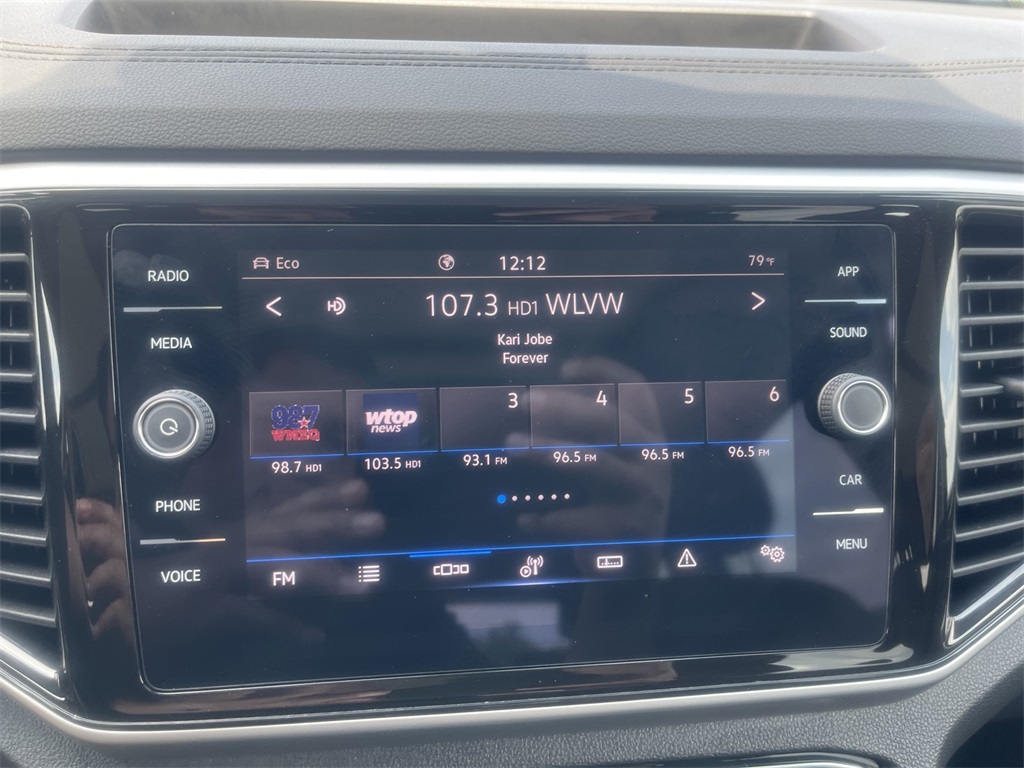 RADIO
MEDIA
PHONE
VOICE
Eco
12:12
79°F
HD
107.3 HD1 WLVW
Kari Jobe
Forever
98.7
WMZQ
wtop
news
3
4
5
6
98.7 HD1
103.5 HD1
93.1 FM
96.5 FM
96.5 FM
96.5 FM
FM
APP
SOUND
CAR
MENU